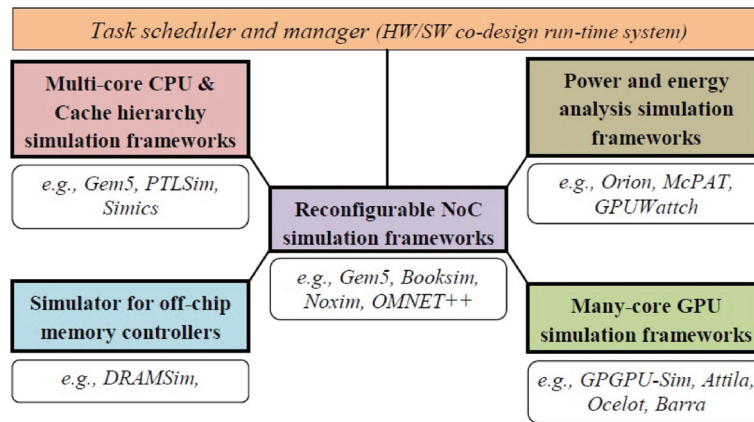 Task scheduler and manager (HW/SW co-design run-time system)
Multi-core CPU &
Cache hierarchy
simulation frameworks
e.g., Gem5, PTLSim,
Simics
Power and energy
analysis simulation
frameworks
e.g., Orion, McPAT,
GPUWattch
Reconfigurable NoC
simulation frameworks
e.g., Gem5, Booksim,
Noxim, OMNET++
Simulator for off-chip
memory controllers
e.g., DRAMSim,
Many-core GPU
simulation frameworks
e.g., GPGPU-Sim, Attila,
Ocelot, Barra